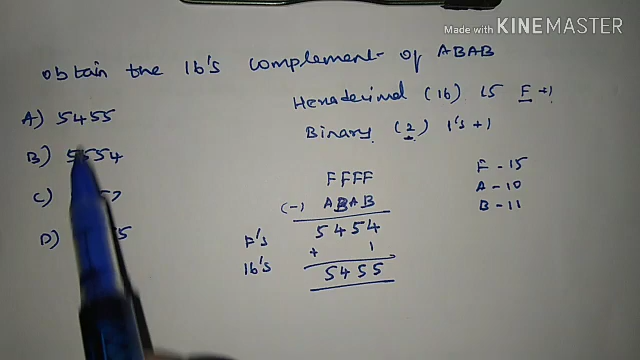 Made with KINEMASTER
obtain the 16's complement of ABAB
Hexadecimal (16) 15 F+1
A) 5455
Binary (2) 1's+1
B) 5554
F-15
FFFF
A-10
C)
(-) ABAB
B-11
F's 5454
D)
+ 1
16's 5455